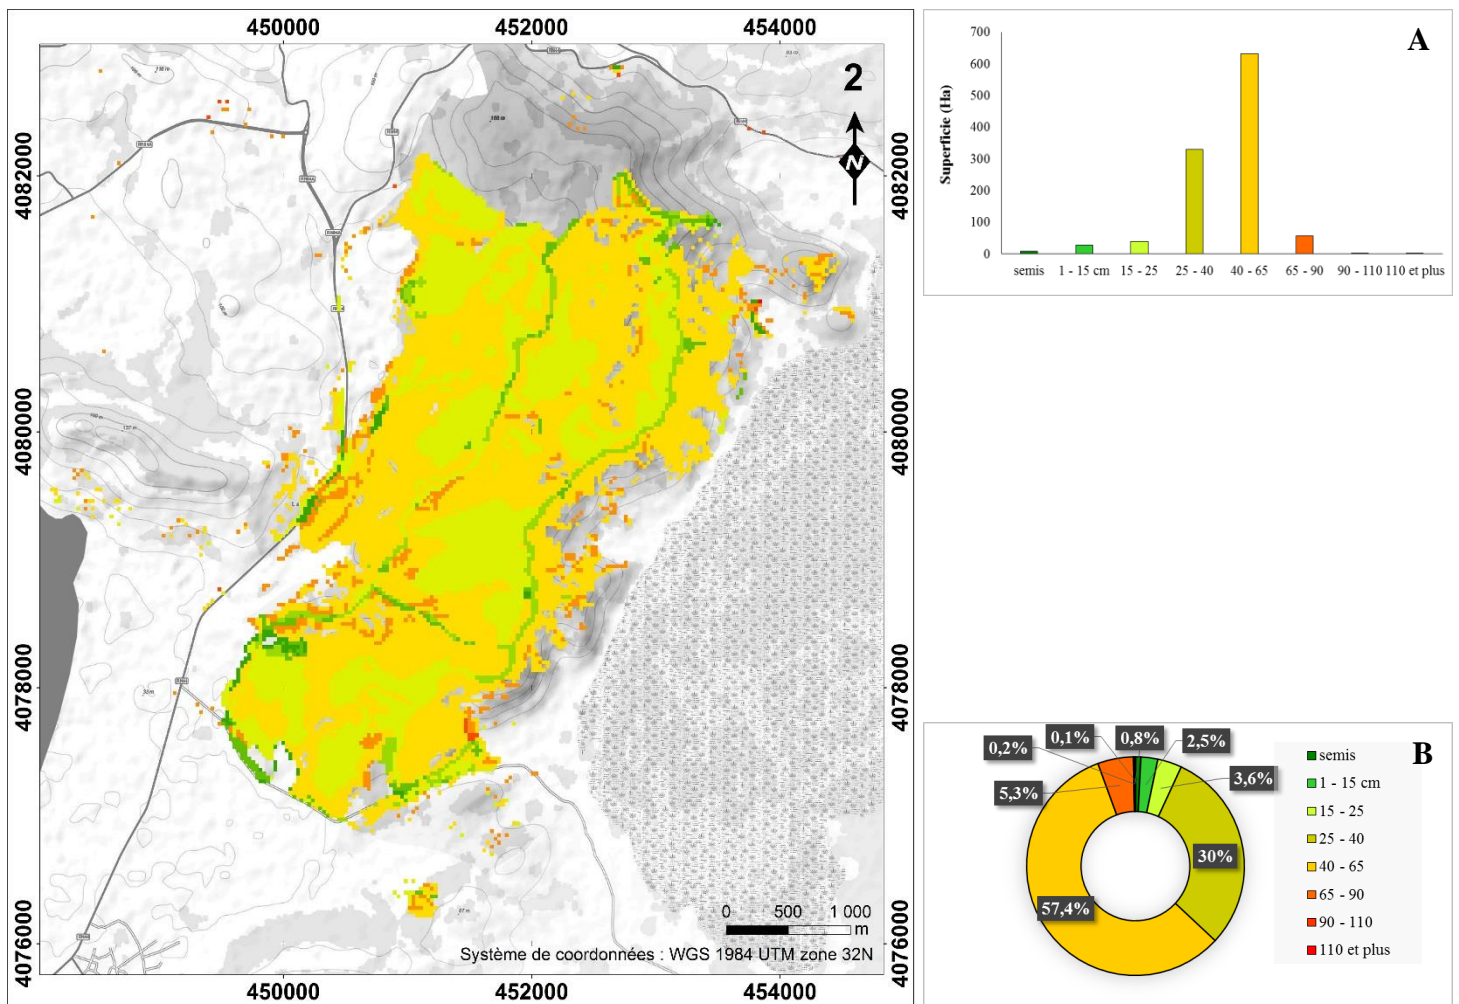 450000
452000
454000
2
N
4082000
4080000
4078000
4076000
4082000
4080000
4078000
4076000
0 500 1 000
m
Système de coordonnées : WGS 1984 UTM zone 32N
450000
452000
454000
A
Superficie (Ha)
700
600
500
400
300
200
100
0
semis
1 - 15 cm
15 - 25
25 - 40
40 - 65
65 - 90
90 - 110
110 et plus
B
0,2%
0,1%
0,8%
2,5%
3,6%
5,3%
30%
57,4%
semis
1 - 15 cm
15 - 25
25 - 40
40 - 65
65 - 90
90 - 110
110 et plus